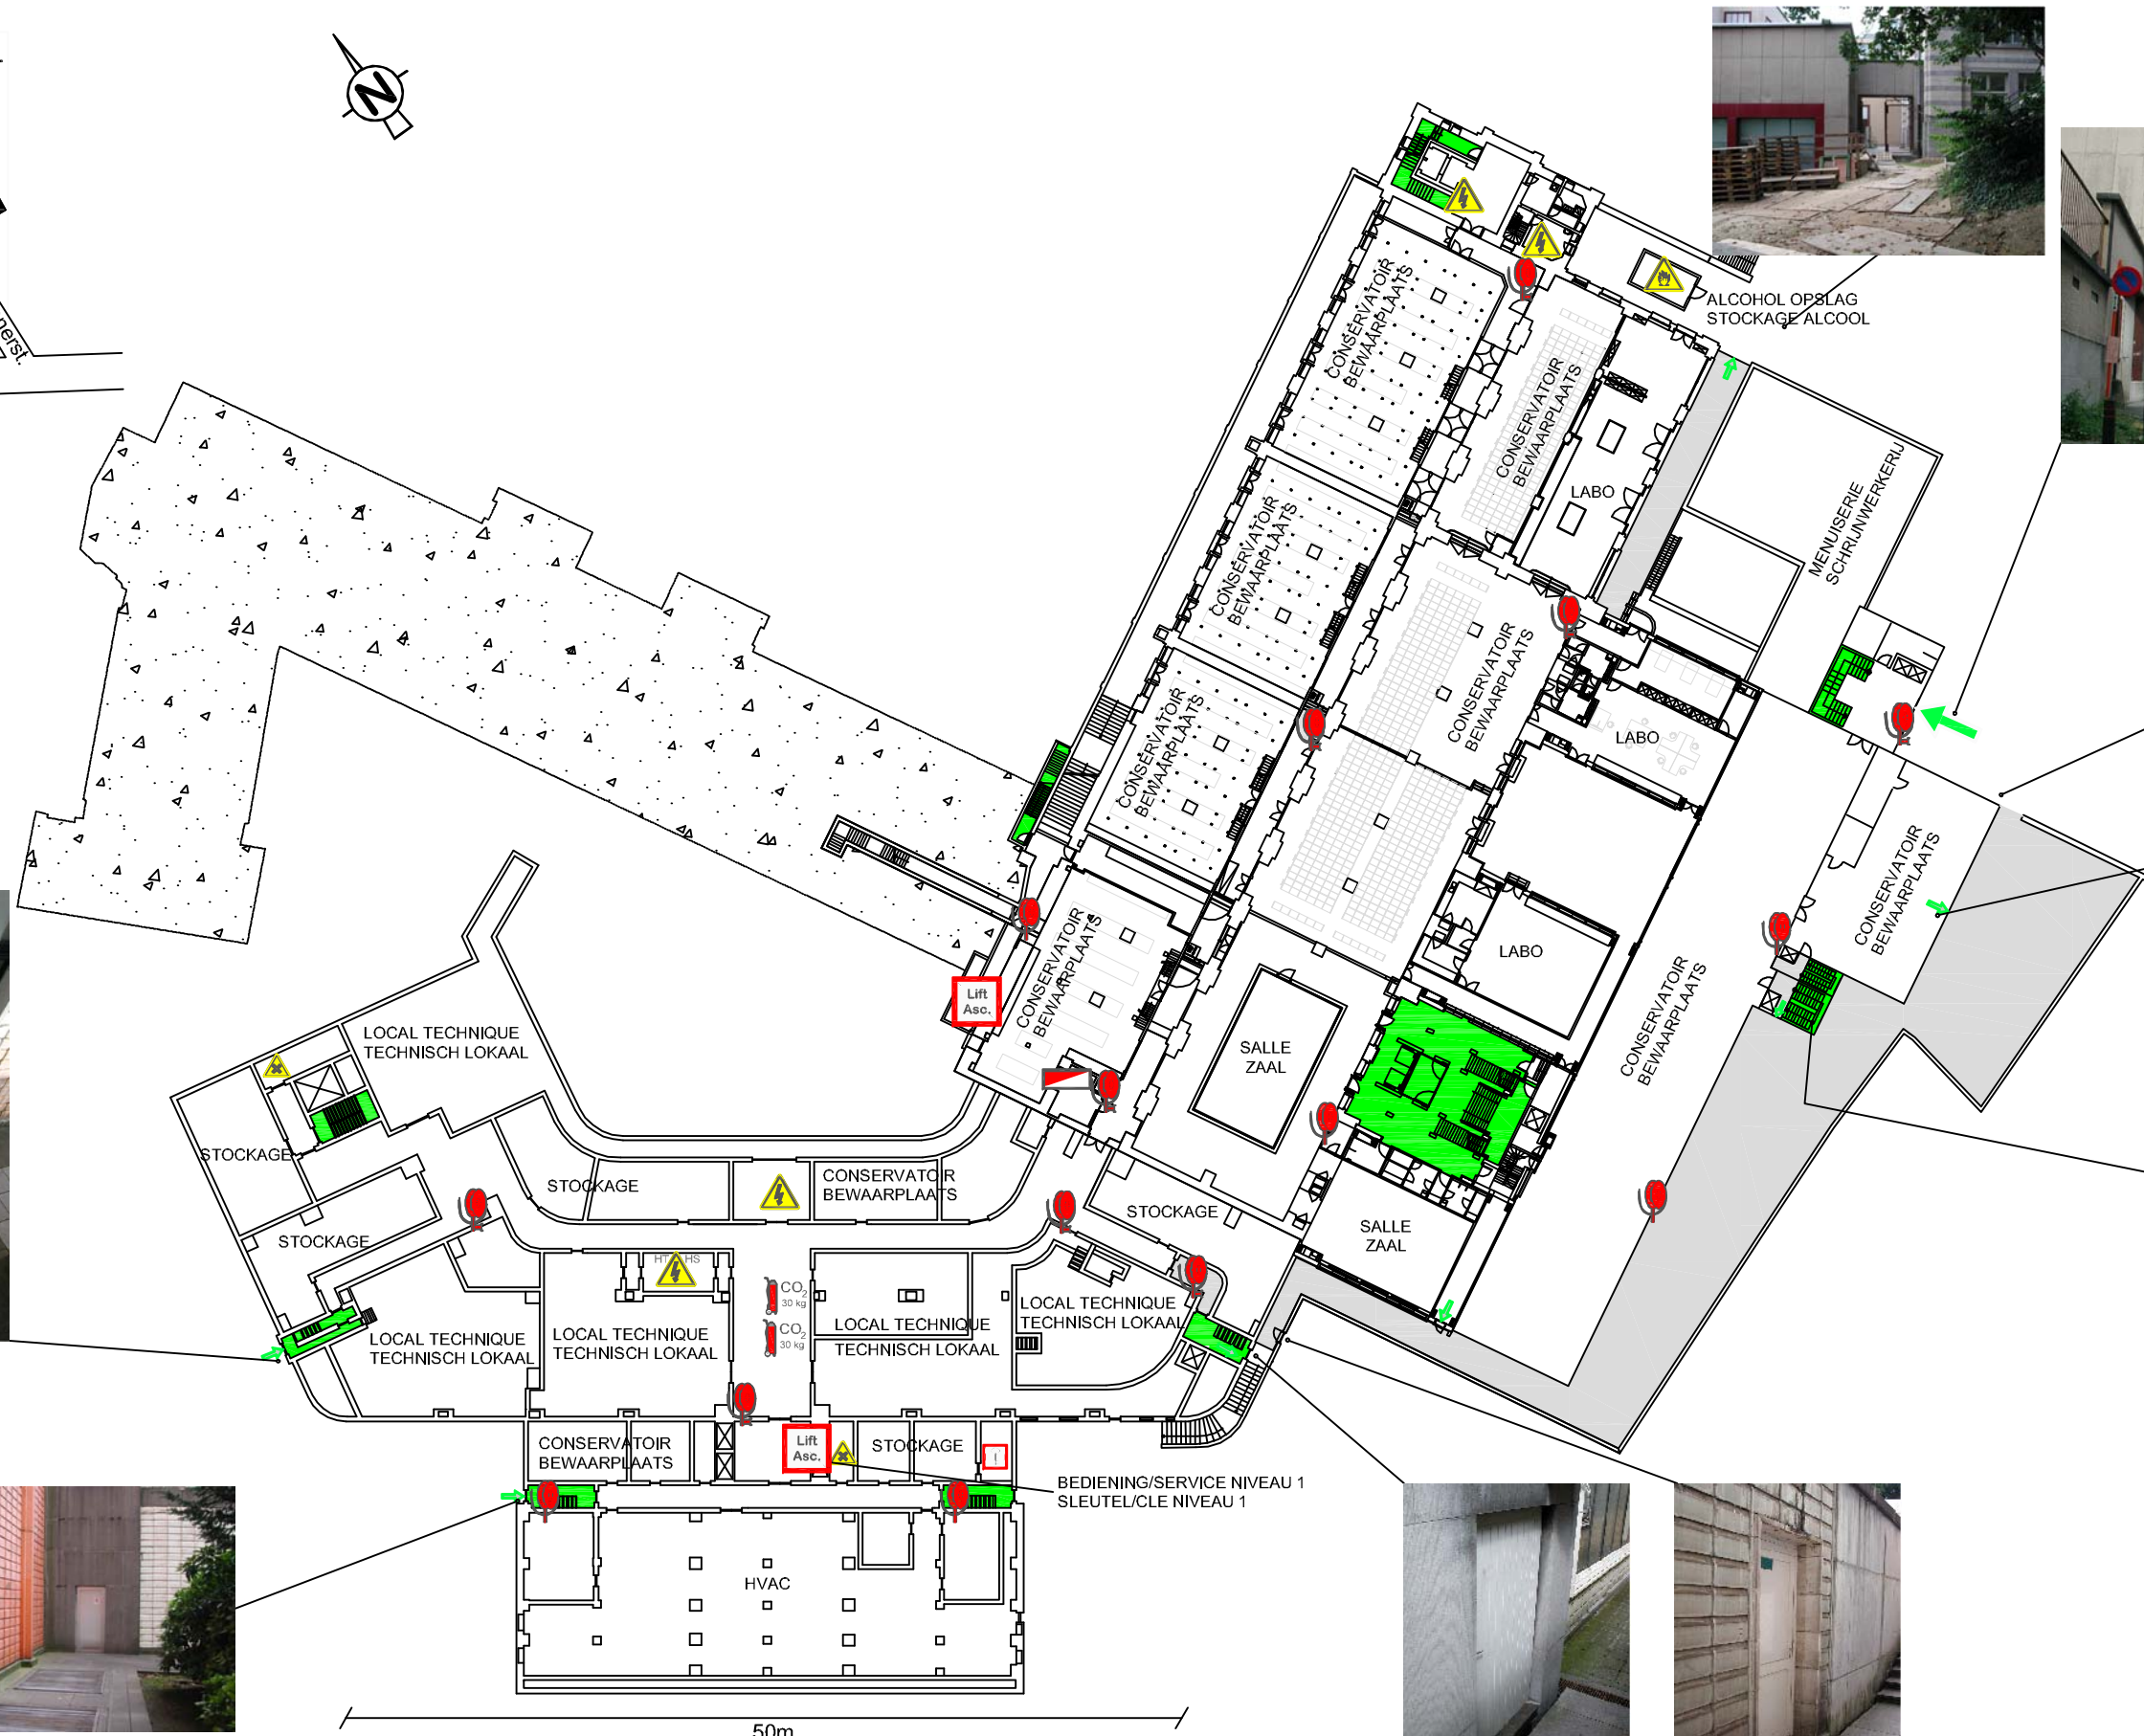 N
nerst.
ALCOHOL OPSLAG
STOCKAGE ALCOOL
CONSERVATOIR
BEWAARPLAATS
CONSERVATOIR
BEWAARPLAATS
LABO
MENUISERIE
SCHRIJNWERKERIJ
CONSERVATOIR
BEWAARPLAATS
CONSERVATOIR
BEWAARPLAATS
LABO
CONSERVATOIR
BEWAARPLAATS
CONSERVATOIR
BEWAARPLAATS
CONSERVATOIR
BEWAARPLAATS
LABO
CONSERVATOIR
BEWAARPLAATS
Lift
Asc.
LOCAL TECHNIQUE
TECHNISCH LOKAAL
SALLE
ZAAL
STOCKAGE
STOCKAGE
CONSERVATOIR
BEWAARPLAATS
STOCKAGE
STOCKAGE
SALLE
ZAAL
HT HS
CO2
30 kg
CO2
30 kg
LOCAL TECHNIQUE
TECHNISCH LOKAAL
LOCAL TECHNIQUE
TECHNISCH LOKAAL
LOCAL TECHNIQUE
TECHNISCH LOKAAL
LOCAL TECHNIQUE
TECHNISCH LOKAAL
CONSERVATOIR
BEWAARPLAATS
Lift
Asc.
STOCKAGE
!
BEDIENING/SERVICE NIVEAU 1
SLEUTEL/CLE NIVEAU 1
HVAC
50m